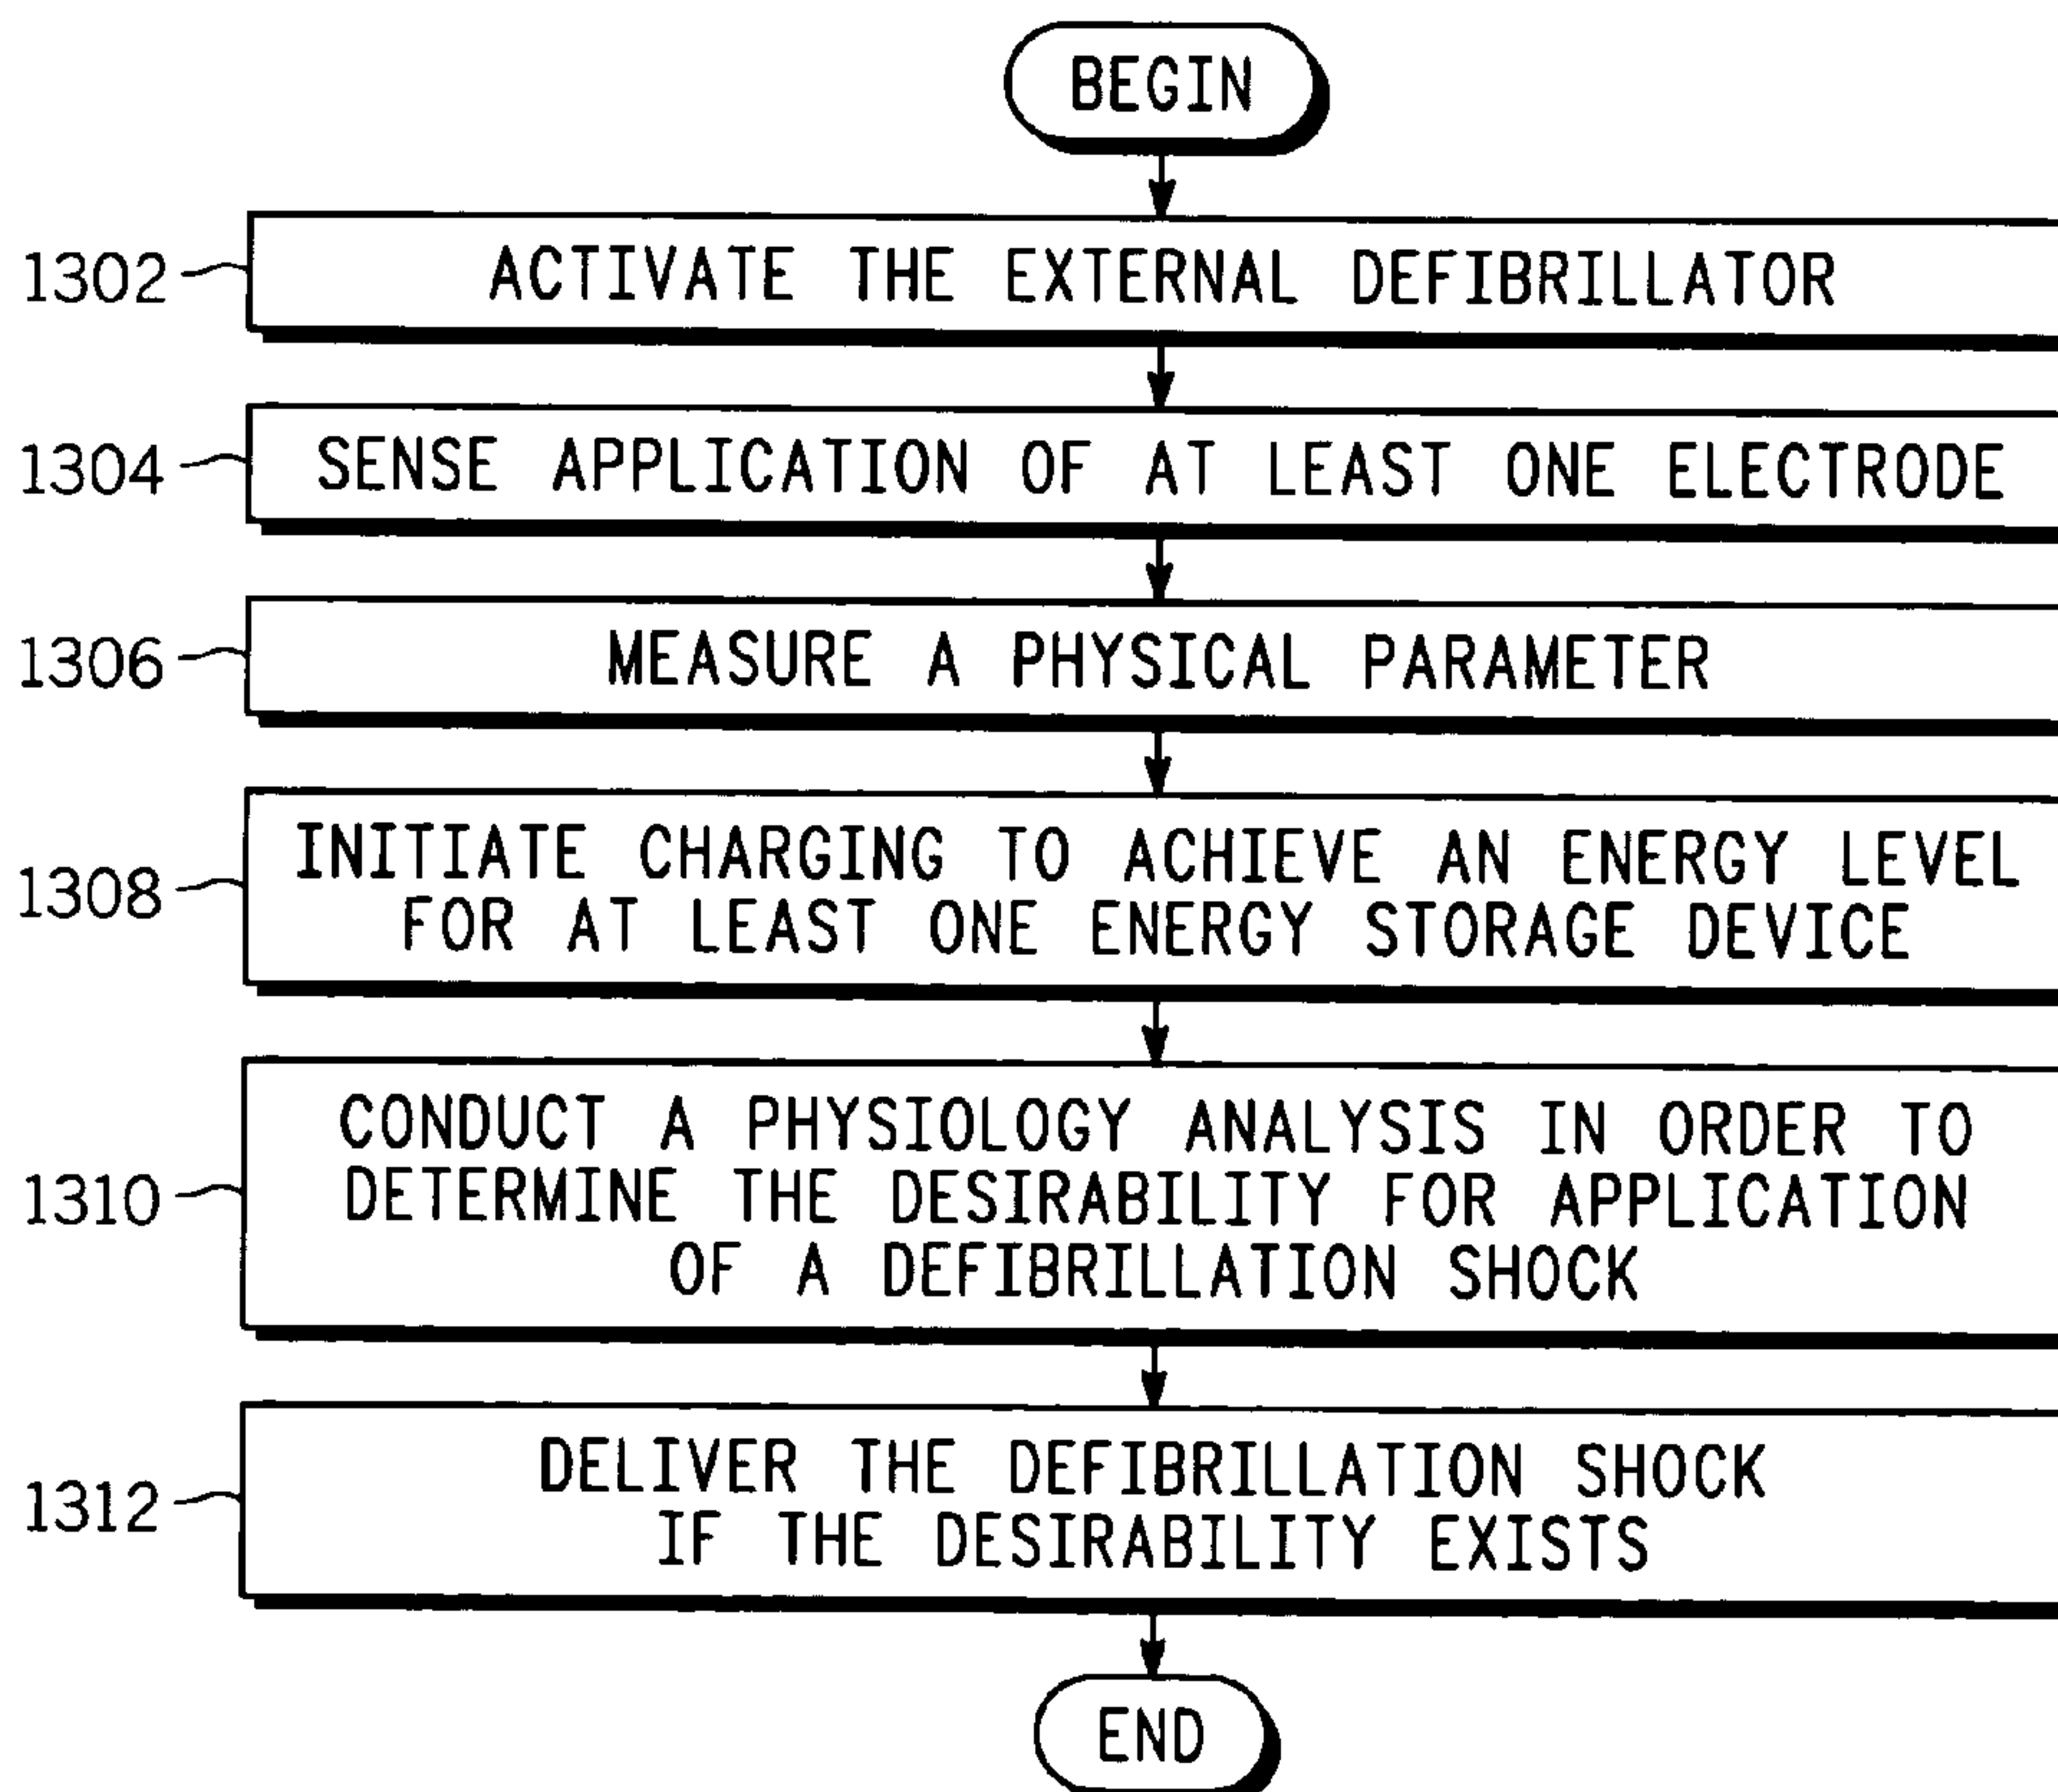 BEGIN
1302
ACTIVATE THE EXTERNAL DEFIBRILLATOR
1304
SENSE APPLICATION OF AT LEAST ONE ELECTRODE
1306
MEASURE A PHYSICAL PARAMETER
1308
INITIATE CHARGING TO ACHIEVE AN ENERGY LEVEL
FOR AT LEAST ONE ENERGY STORAGE DEVICE
1310
CONDUCT A PHYSIOLOGY ANALYSIS IN ORDER TO
DETERMINE THE DESIRABILITY FOR APPLICATION
OF A DEFIBRILLATION SHOCK
1312
DELIVER THE DEFIBRILLATION SHOCK
IF THE DESIRABILITY EXISTS
END